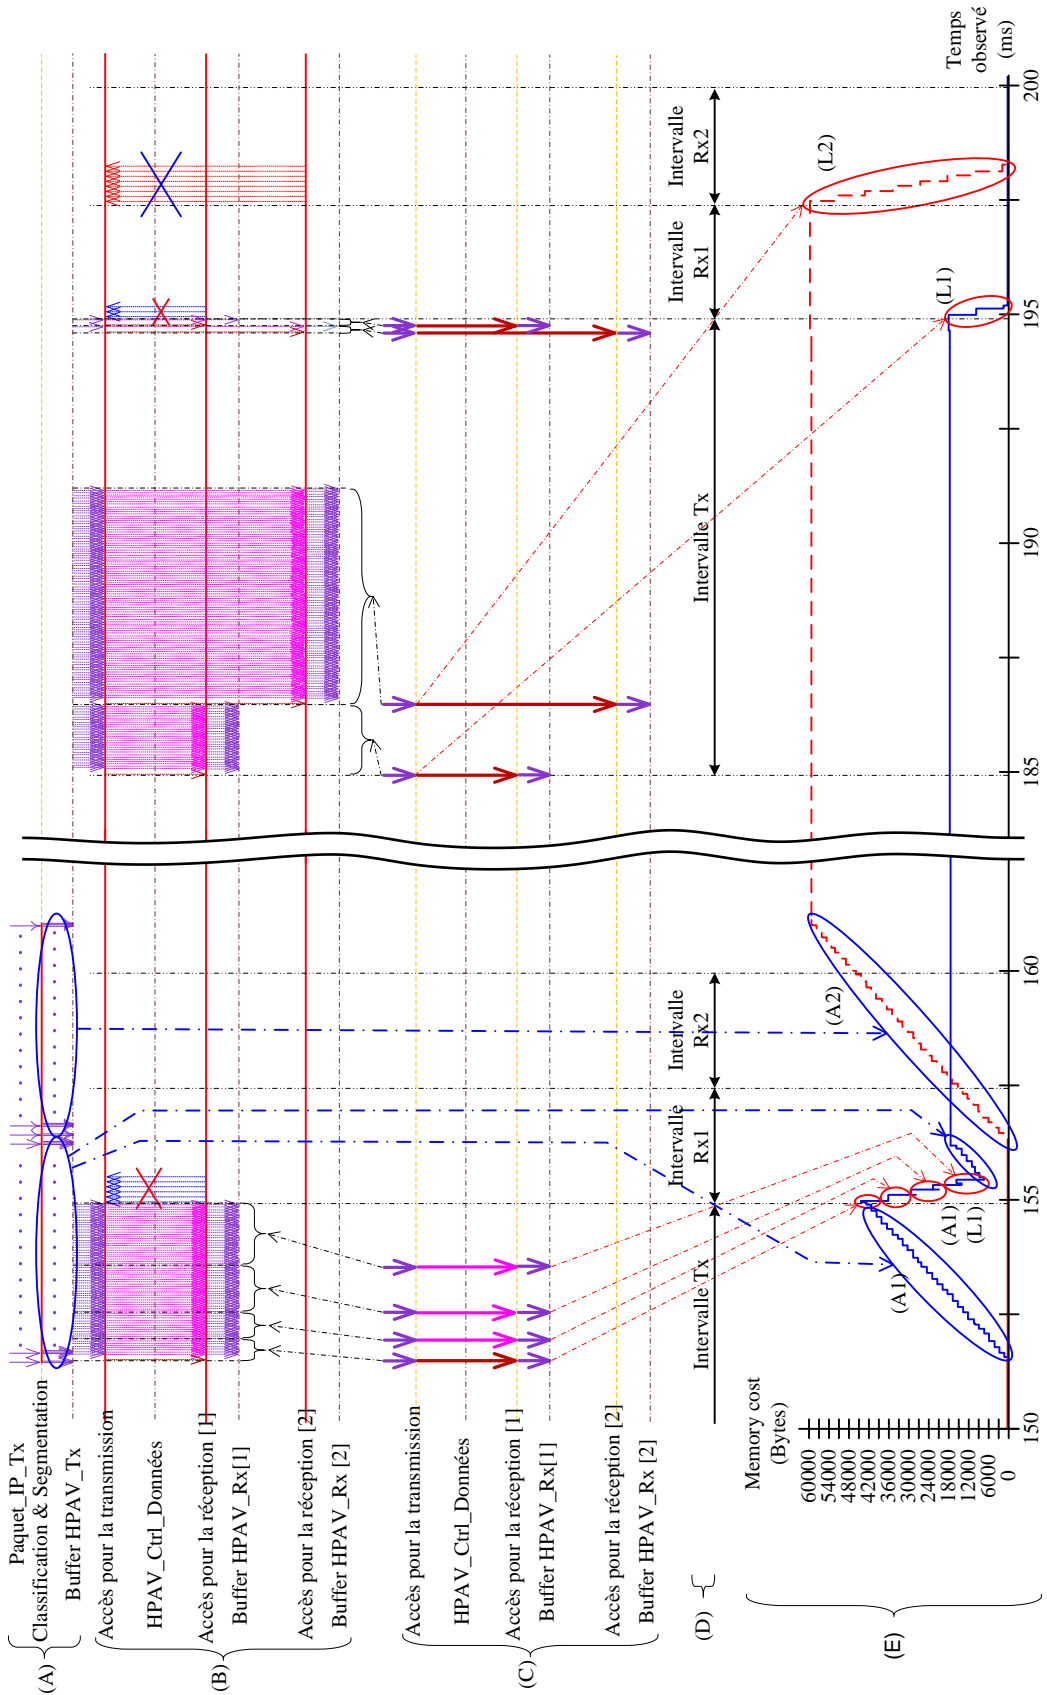 (A)
Paquet_IP_Tx
Classification & Segmentation
Buffer HPAV_Tx
(B)
Accès pour la transmission
HPAV_Ctrl_Données
Accès pour la réception [1]
Buffer HPAV_Rx[1]
Accès pour la réception [2]
Buffer HPAV_Rx [2]
(C)
Accès pour la transmission
HPAV_Ctrl_Données
Accès pour la réception [1]
Buffer HPAV_Rx[1]
Accès pour la réception [2]
Buffer HPAV_Rx [2]
(D)
Intervalle Tx
Intervalle
Rx1
Intervalle
Rx2
Intervalle Tx
Intervalle
Rx1
Intervalle
Rx2
(E)
Memory cost
(Bytes)
60000
54000
48000
42000
36000
30000
24000
18000
12000
6000
0
(A1)
(A1)
(L1)
(A2)
(L1)
(L2)
150
155
160
185
190
195
200
Temps
observé
(ms)